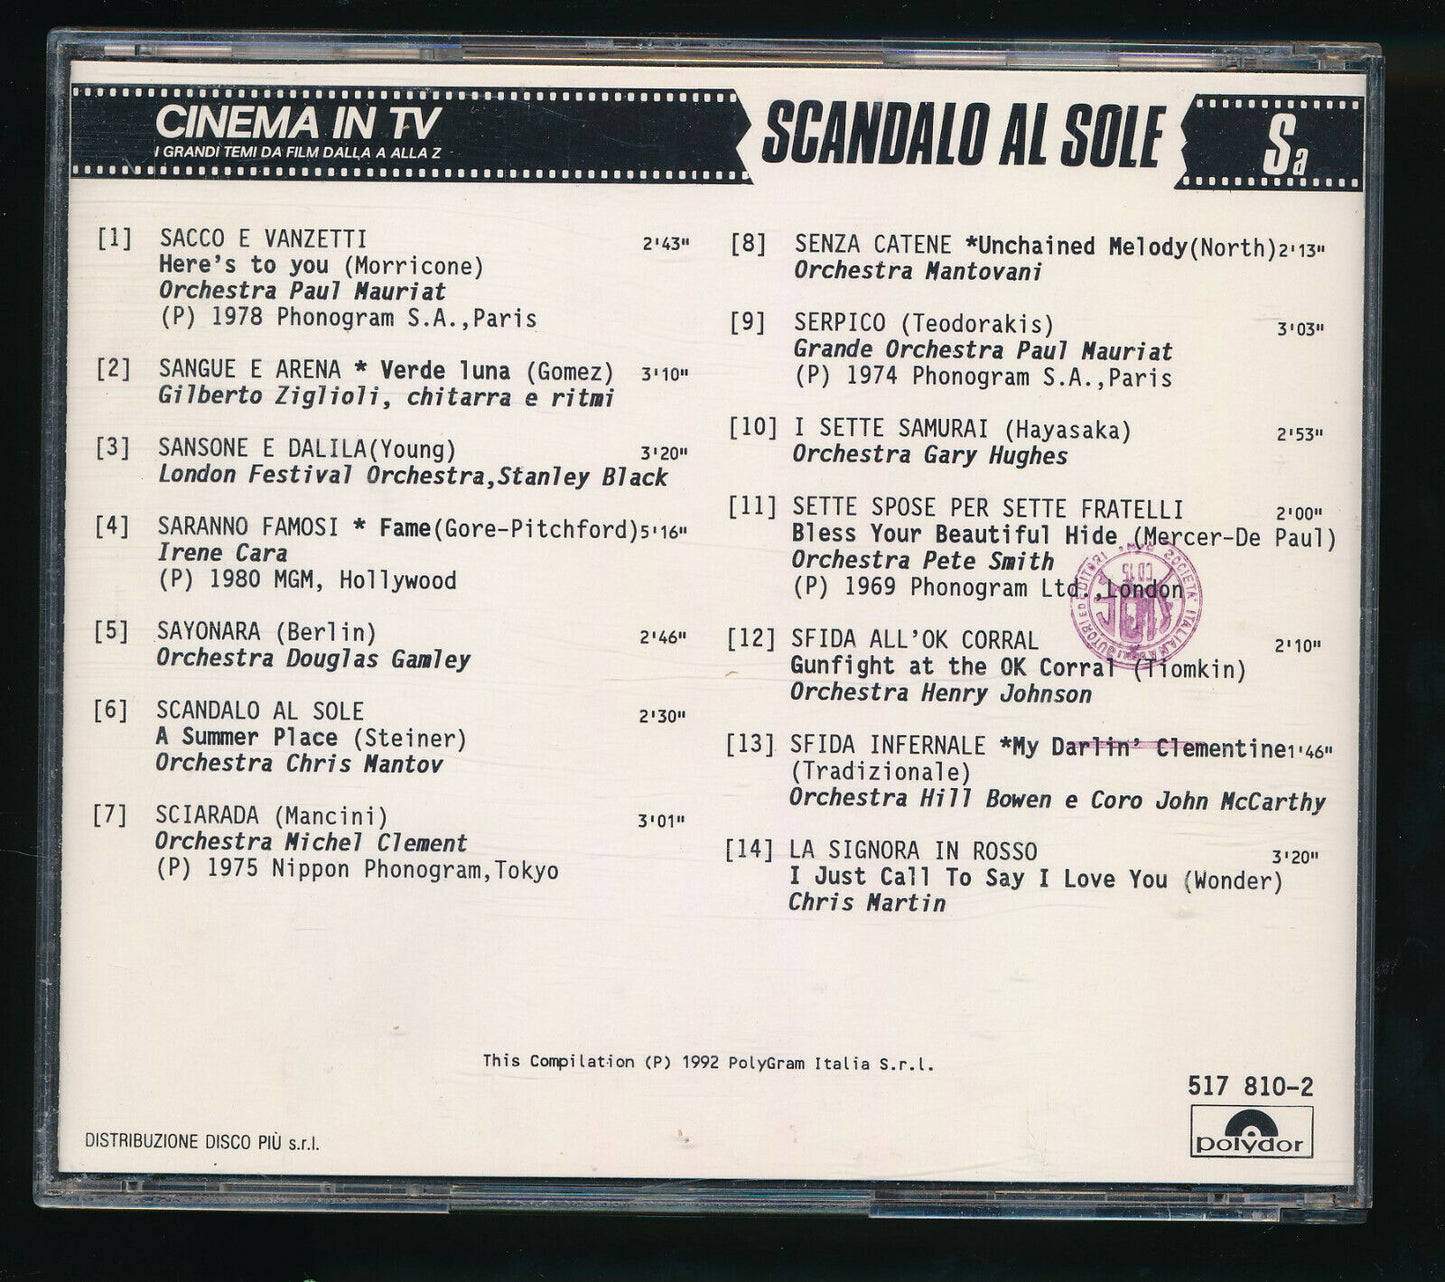 CINEMA IN TV
I GRANDI TEMI DA FILM DALLA A ALLA Z
SCANDALO AL SOLE
Sa
[1] SACCO E VANZETTI 2'43"
Here's to you (Morricone)
Orchestra Paul Mauriat
(P) 1978 Phonogram S.A.,Paris
[2] SANGUE E ARENA * Verde luna (Gomez) 3'10"
Gilberto Ziglioli, chitarra e ritmi
[3] SANSONE E DALILA(Young) 3'20"
London Festival Orchestra,Stanley Black
[4] SARANNO FAMOSI * Fame(Gore-Pitchford)5'16"
Irene Cara
(P) 1980 MGM, Hollywood
[5] SAYONARA (Berlin) 2'46"
Orchestra Douglas Gamley
[6] SCANDALO AL SOLE 2'30"
A Summer Place (Steiner)
Orchestra Chris Mantov
[7] SCIARADA (Mancini) 3'01"
Orchestra Michel Clement
(P) 1975 Nippon Phonogram,Tokyo
[8] SENZA CATENE *Unchained Melody(North)2'13"
Orchestra Mantovani
[9] SERPICO (Teodorakis) 3'03"
Grande Orchestra Paul Mauriat
(P) 1974 Phonogram S.A.,Paris
[10] I SETTE SAMURAI (Hayasaka) 2'53"
Orchestra Gary Hughes
[11] SETTE SPOSE PER SETTE FRATELLI 2'00"
Bless Your Beautiful Hide (Mercer-De Paul)
Orchestra Pete Smith
(P) 1969 Phonogram Ltd.,London
[12] SFIDA ALL'OK CORRAL 2'10"
Gunfight at the OK Corral (Tiomkin)
Orchestra Henry Johnson
[13] SFIDA INFERNALE *My Darlin' Clementine1'46"
(Tradizionale)
Orchestra Hill Bowen e Coro John McCarthy
[14] LA SIGNORA IN ROSSO 3'20"
I Just Call To Say I Love You (Wonder)
Chris Martin
SOCIETA' ITALIANA
EDITORI
This Compilation (P) 1992 PolyGram Italia S.r.l.
517 810-2
polydor
DISTRIBUZIONE DISCO PIÙ s.r.l.